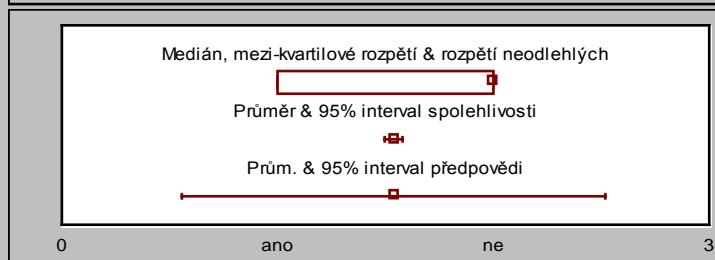 Medián, mezi-kvartilové rozpětí & rozpětí neodlehlých
Průměr & 95% interval spolehlivosti
Prům. & 95% interval předpovědi
0 ano ne 3